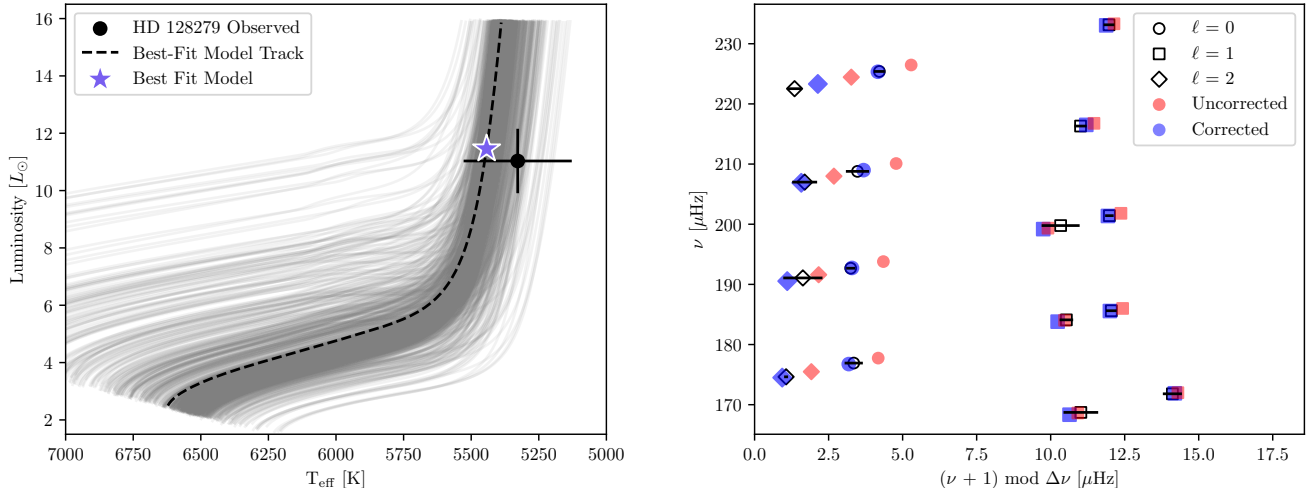 HD 128279 Observed
Best-Fit Model Track
Best Fit Model
16
14
12
10
8
6
4
2
Luminosity [L⊙]
7000 6750 6500 6250 6000 5750 5500 5250 5000
T_eff [K]
ℓ = 0
ℓ = 1
ℓ = 2
Uncorrected
Corrected
230
220
210
200
190
180
170
ν [μHz]
0.0 2.5 5.0 7.5 10.0 12.5 15.0 17.5
(ν + 1) mod Δν [μHz]